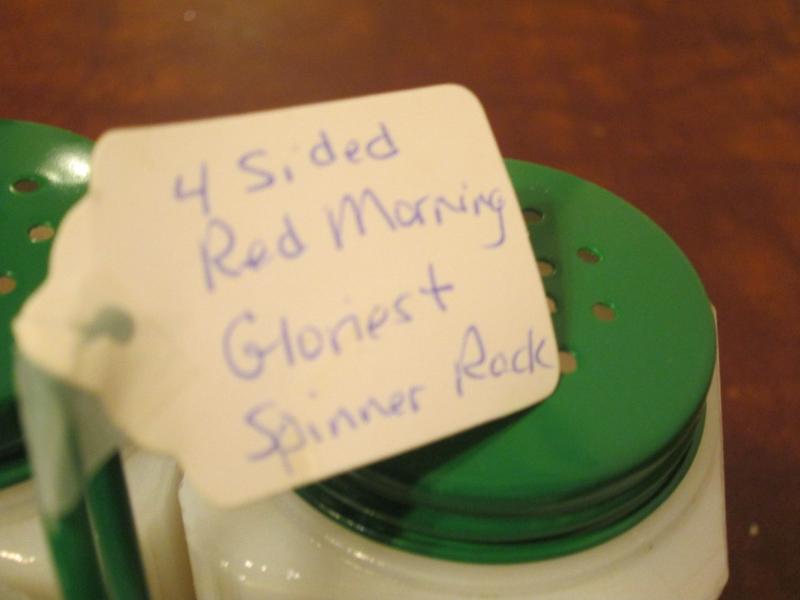 4 Sided
Red Morning
Glories +
Spinner Rack